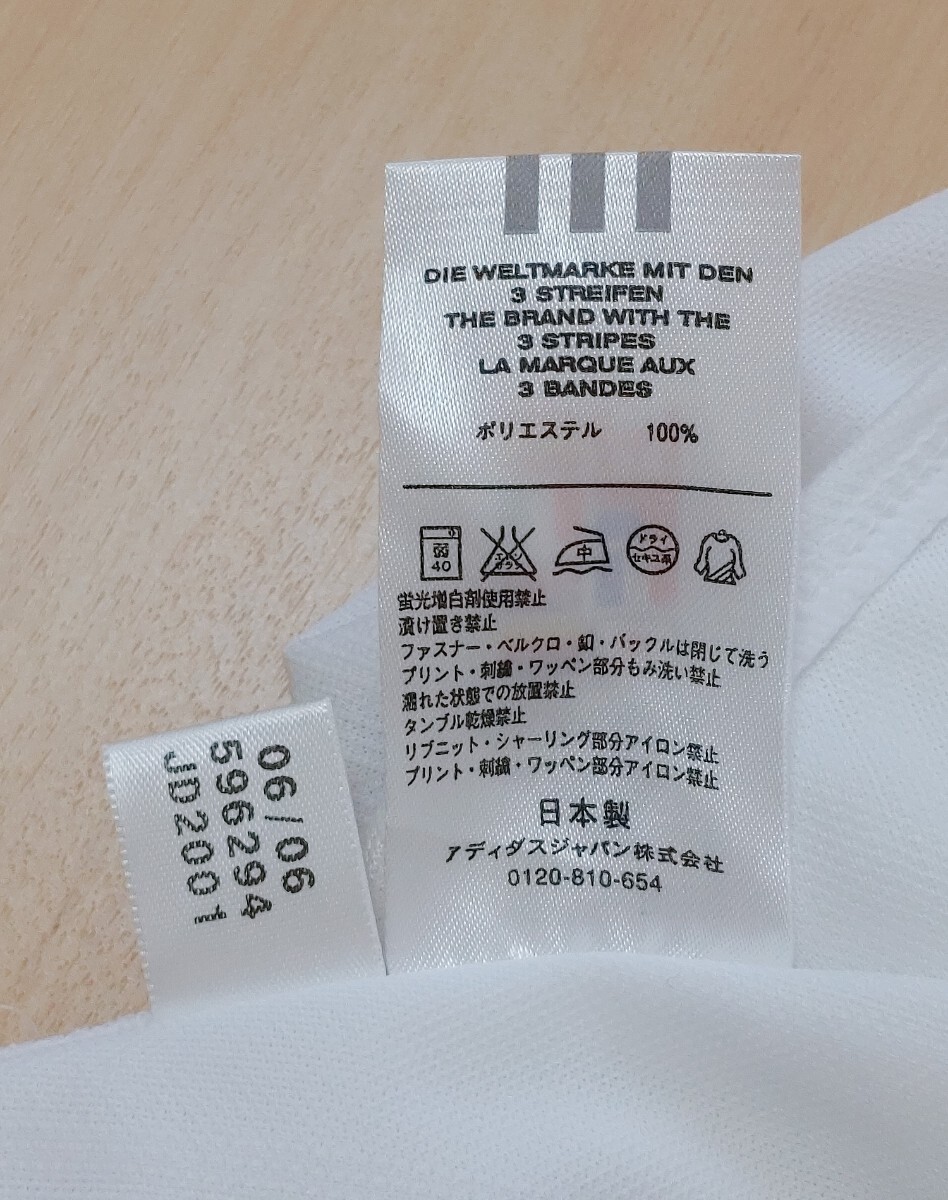 DIE WELTMARKE MIT DEN
3 STREIFEN
THE BRAND WITH THE
3 STRIPES
LA MARQUE AUX
3 BANDES
ポリエステル 100%
40
エンソ
サラシ
中
ドライ
セキユ系
蛍光増白剤使用禁止
漬け置き禁止
ファスナー・ベルクロ・釦・バックルは閉じて洗う
プリント・刺繍・ワッペン部分もみ洗い禁止
濡れた状態での放置禁止
タンブル乾燥禁止
リブニット・シャーリング部分アイロン禁止
プリント・刺繍・ワッペン部分アイロン禁止
日本製
アディダスジャパン株式会社
0120-810-654
06/06
596294
JD2001